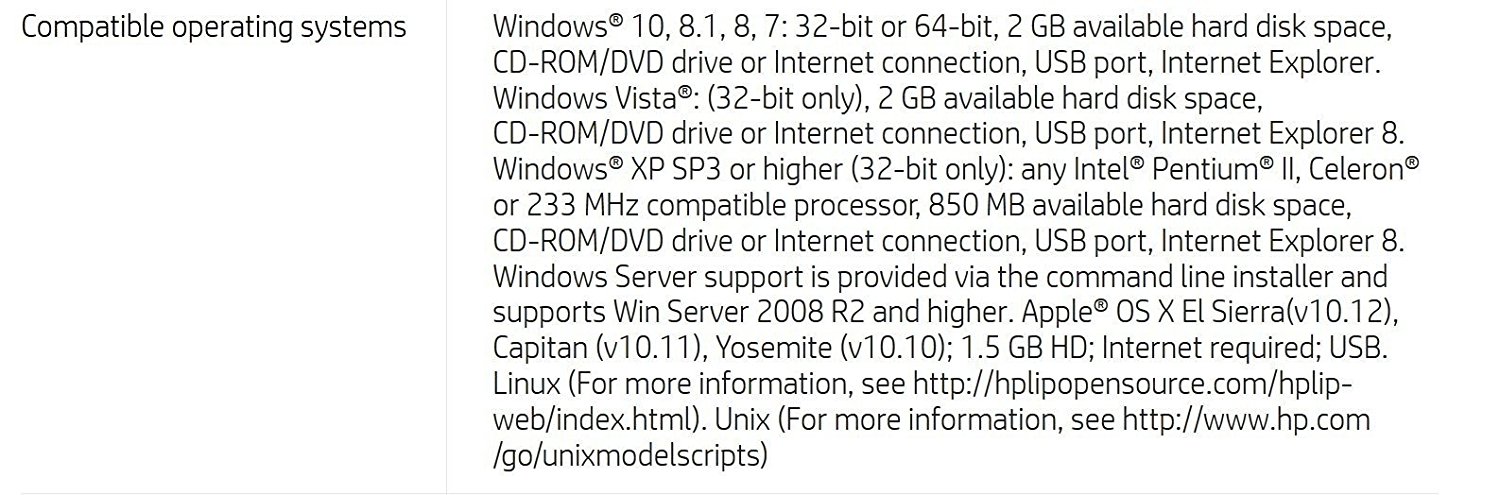 Compatible operating systems
Windows® 10, 8.1, 8, 7: 32-bit or 64-bit, 2 GB available hard disk space,
CD-ROM/DVD drive or Internet connection, USB port, Internet Explorer.
Windows Vista®: (32-bit only), 2 GB available hard disk space,
CD-ROM/DVD drive or Internet connection, USB port, Internet Explorer 8.
Windows® XP SP3 or higher (32-bit only): any Intel® Pentium® II, Celeron®
or 233 MHz compatible processor, 850 MB available hard disk space,
CD-ROM/DVD drive or Internet connection, USB port, Internet Explorer 8.
Windows Server support is provided via the command line installer and
supports Win Server 2008 R2 and higher. Apple® OS X El Sierra(v10.12),
Capitan (v10.11), Yosemite (v10.10); 1.5 GB HD; Internet required; USB.
Linux (For more information, see http://hplipopensource.com/hplip-
web/index.html). Unix (For more information, see http://www.hp.com
/go/unixmodelscripts)